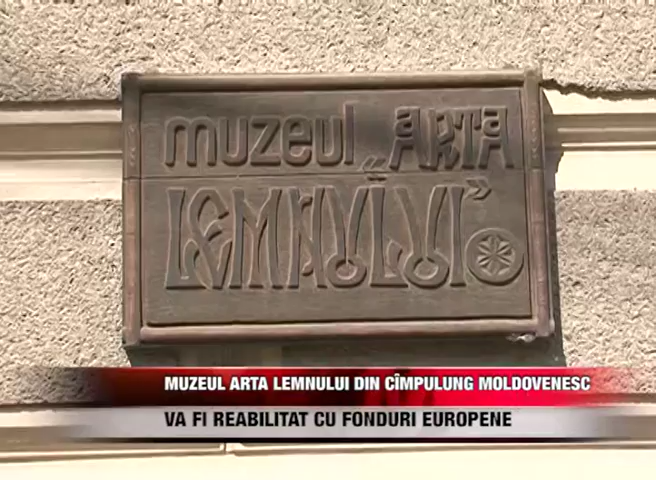 muzeul „ARTA
LEMNULUI”
MUZEUL ARTA LEMNULUI DIN CÎMPULUNG MOLDOVENESC
VA FI REABILITAT CU FONDURI EUROPENE